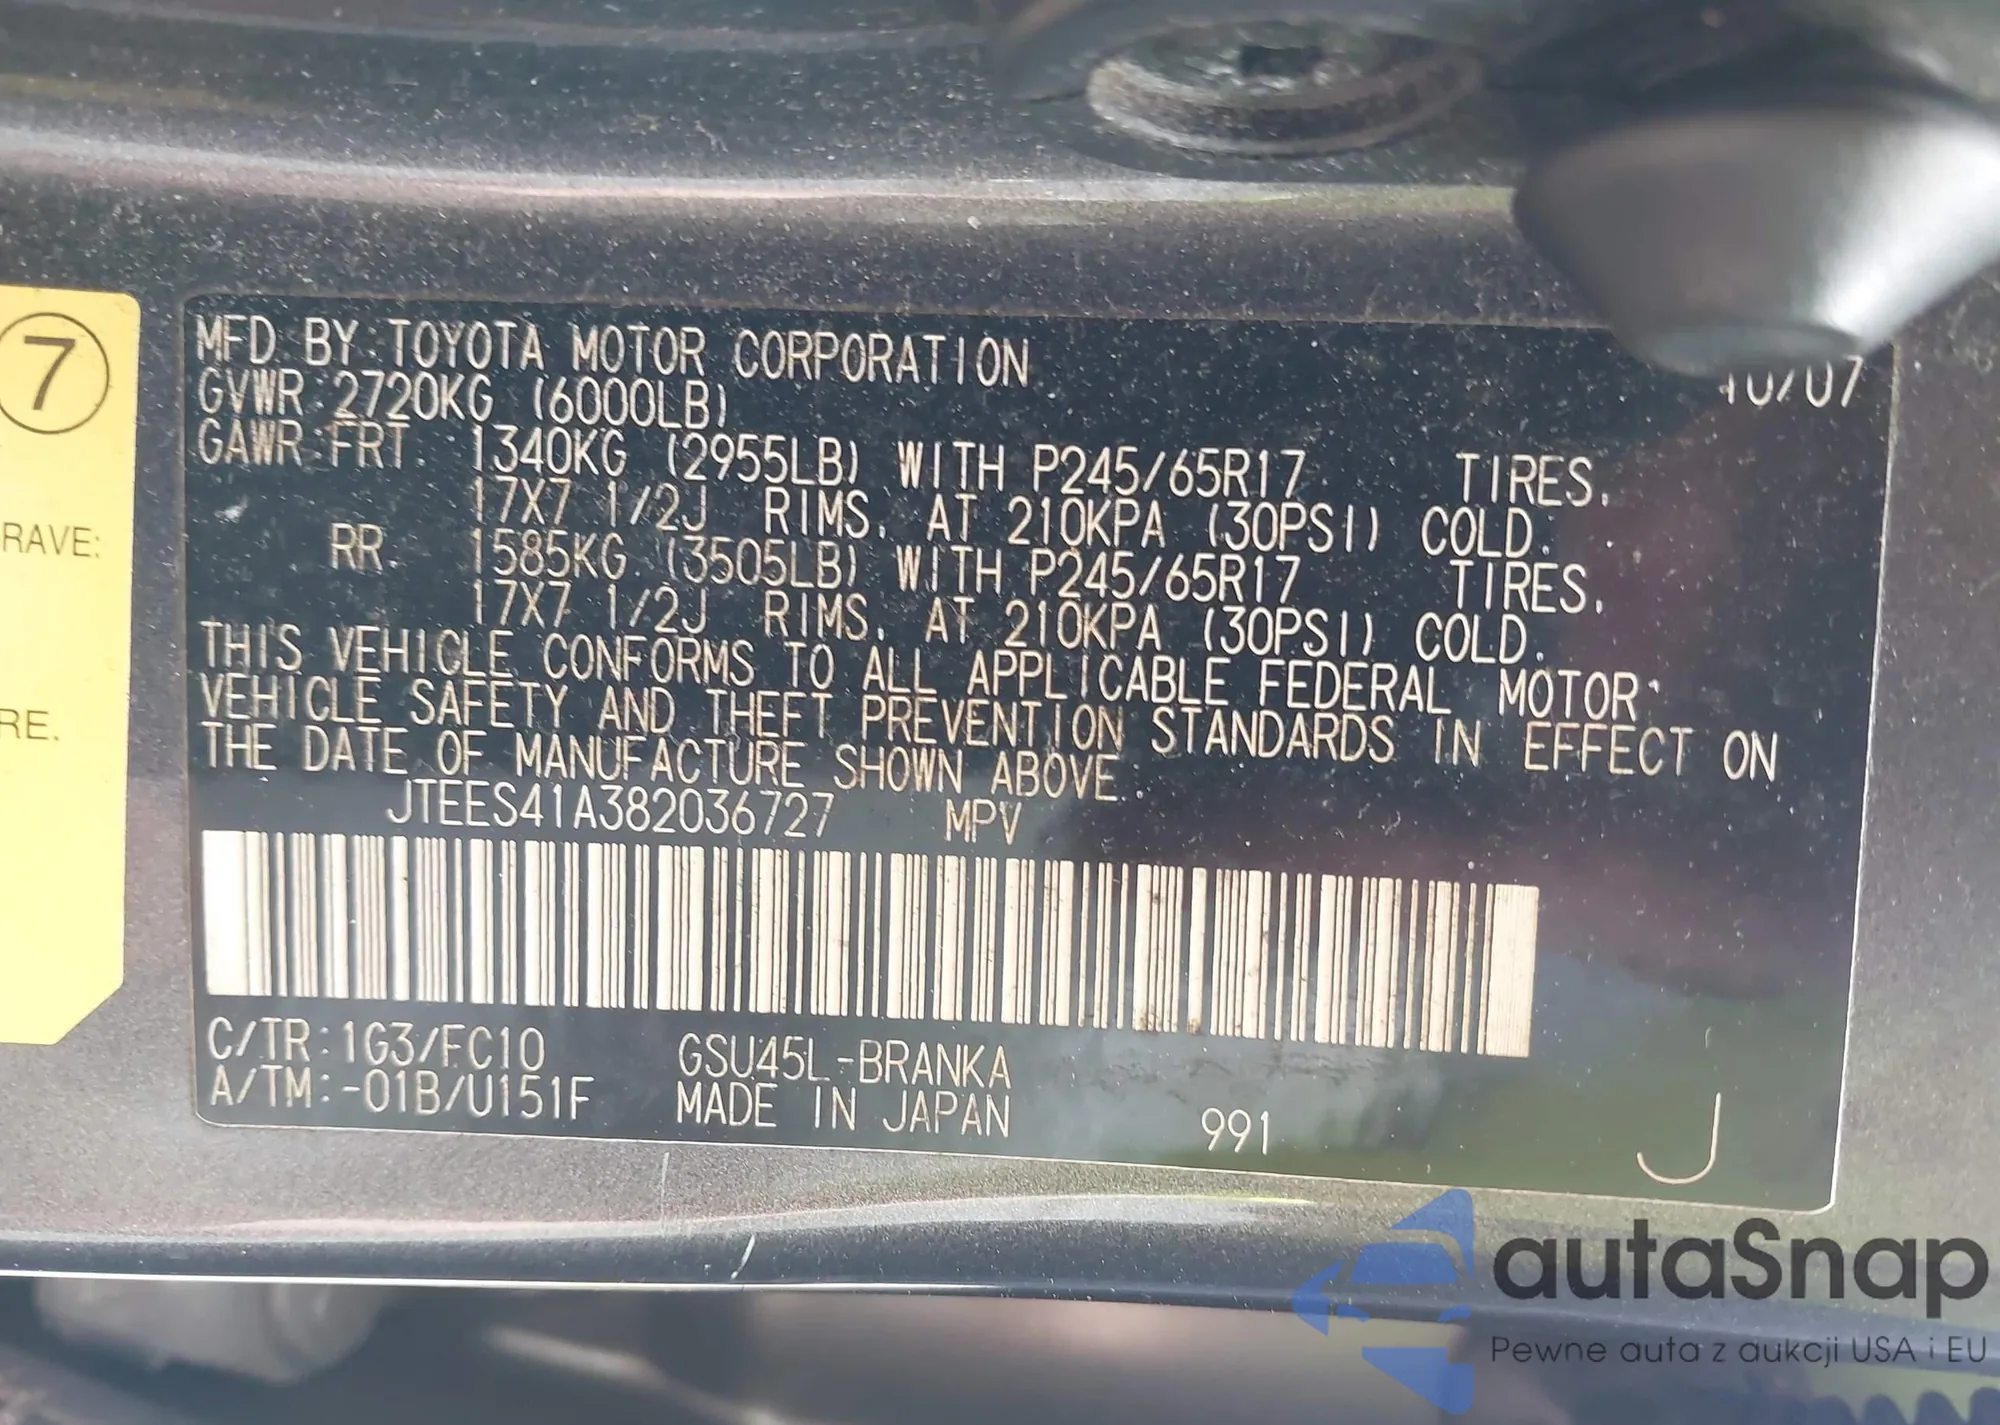 7
RAVE:
RE.
MFD BY TOYOTA MOTOR CORPORATION 10/07
GVWR 2720KG (6000LB)
GAWR FRT 1340KG (2955LB) WITH P245/65R17 TIRES.
17X7 1/2J RIMS. AT 210KPA (30PSI) COLD.
RR 1585KG (3505LB) WITH P245/65R17 TIRES.
17X7 1/2J RIMS. AT 210KPA (30PSI) COLD.
THIS VEHICLE CONFORMS TO ALL APPLICABLE FEDERAL MOTOR
VEHICLE SAFETY AND THEFT PREVENTION STANDARDS IN EFFECT ON
THE DATE OF MANUFACTURE SHOWN ABOVE.
JTEES41A382036727 MPV
C/TR:1G3/FC10 GSU45L-BRANKA
A/TM:-01B/U151F MADE IN JAPAN 991 J
autaSnap
Pewne auta z aukcji USA i EU